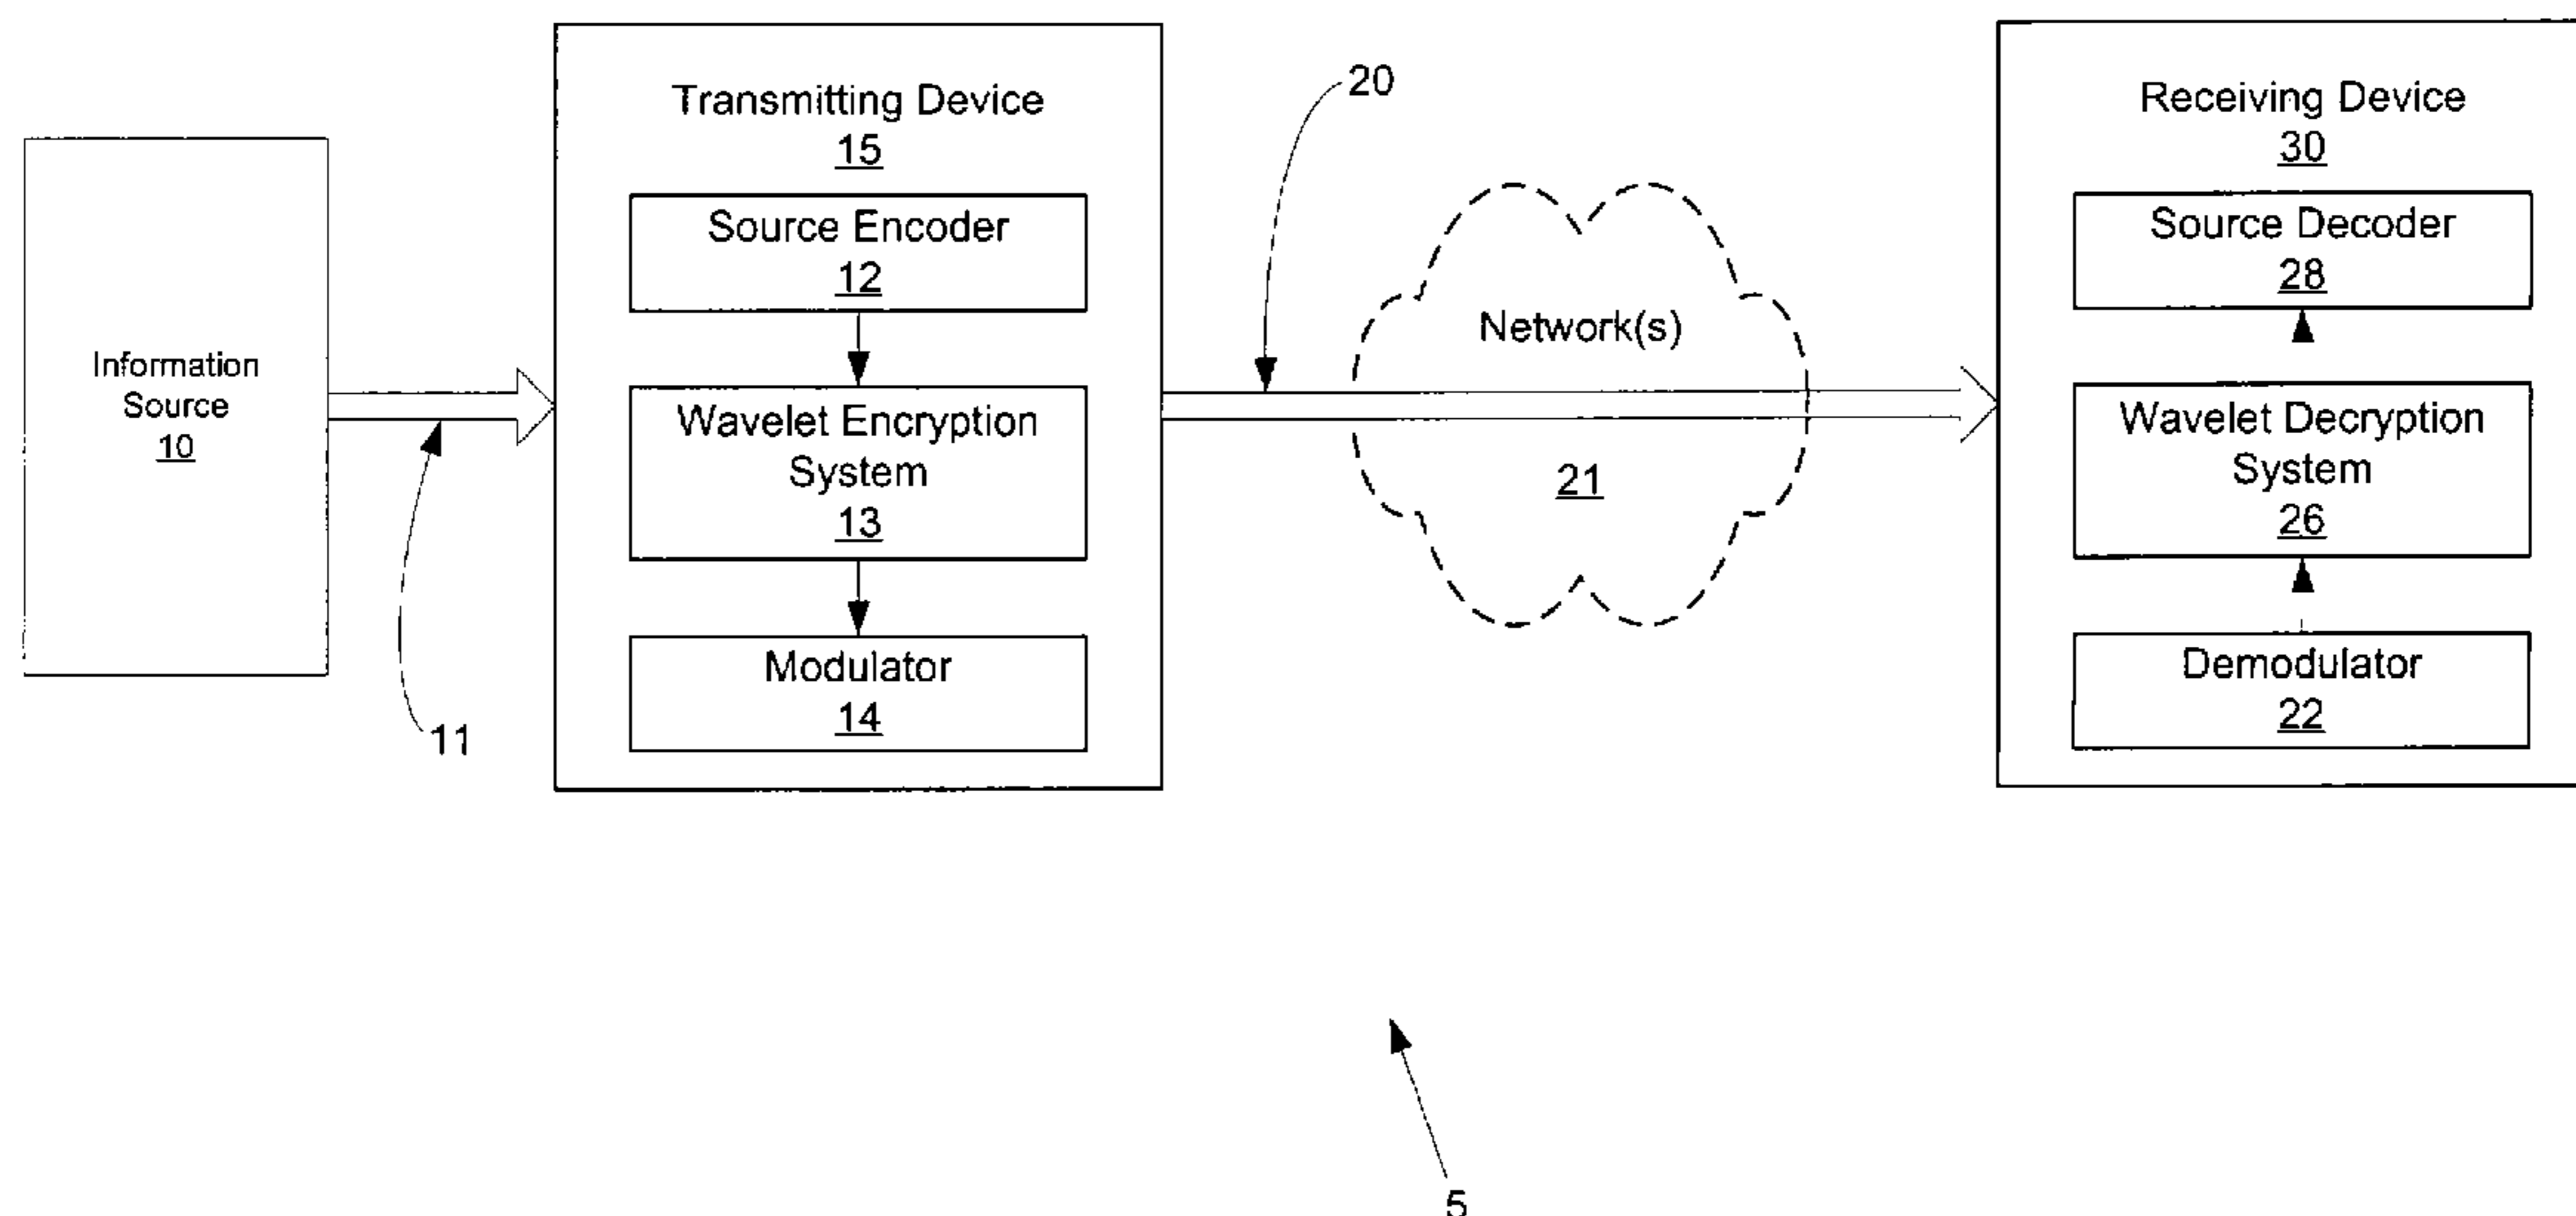 Information
Source
10
11
Transmitting Device
15
Source Encoder
12
Wavelet Encryption
System
13
Modulator
14
20
Network(s)
21
Receiving Device
30
Source Decoder
28
Wavelet Decryption
System
26
Demodulator
22
5